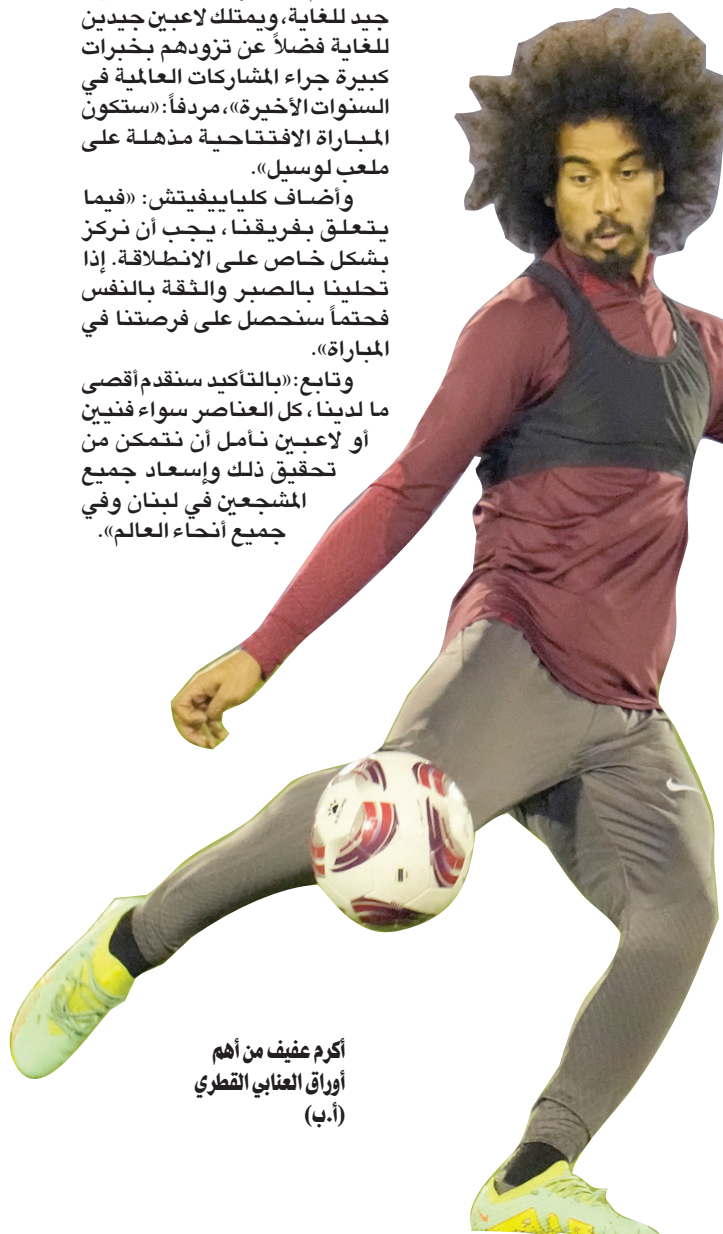 جيد للغاية، ويمتلك لاعبين جيدين
للغاية فضلاً عن تزودهم بخبرات
كبيرة جراء المشاركات العالمية في
السنوات الأخيرة»، مردفاً: «ستكون
المباراة الافتتاحية مذهلة على
ملعب لوسيل».
وأضاف كلياييفيتش: «فيما
يتعلق بفريقنا، يجب أن نركز
بشكل خاص على الانطلاقة. إذا
تحلينا بالصبر والثقة بالنفس
فحتماً سنحصل على فرصتنا في
المباراة».
وتابع: «بالتأكيد سنقدم أقصى
ما لدينا، كل العناصر سواء فنيين
أو لاعبين نأمل أن نتمكن من
تحقيق ذلك وإسعاد جميع
المشجعين في لبنان وفي
جميع أنحاء العالم».
أكرم عفيف من أهم
أوراق العنابي القطري
(أ.ب)